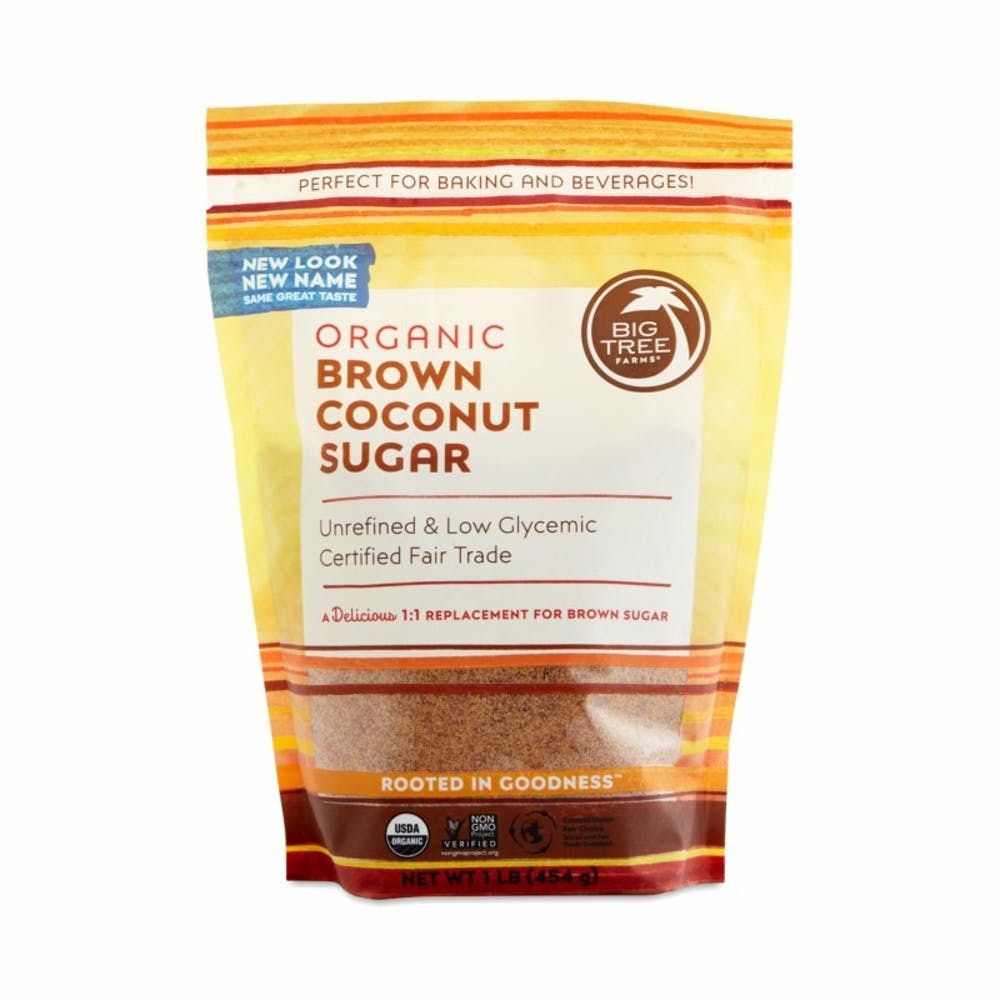 PERFECT FOR BAKING AND BEVERAGES!
NEW LOOK
NEW NAME
SAME GREAT TASTE
BIG
TREE
FARMS®
ORGANIC
BROWN
COCONUT
SUGAR
Unrefined & Low Glycemic
Certified Fair Trade
A Delicious 1:1 REPLACEMENT FOR BROWN SUGAR
ROOTED IN GOODNESS™
USDA
ORGANIC
NON
GMO
Project
VERIFIED
nongmoproject.org
Fair Choice
NET WT 1 LB (454 g)